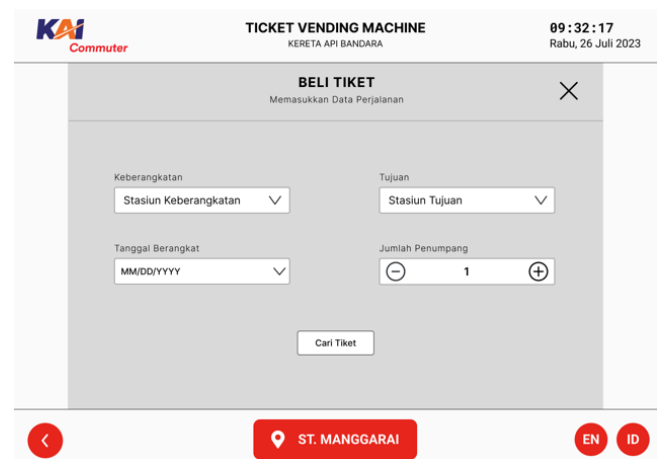 KAI
Commuter
TICKET VENDING MACHINE
KERETA API BANDARA
09:32:17
Rabu, 26 Juli 2023
BELI TIKET
Memasukkan Data Perjalanan
Keberangkatan
Stasiun Keberangkatan
Tujuan
Stasiun Tujuan
Tanggal Berangkat
MM/DD/YYYY
Jumlah Penumpang
1
Cari Tiket
ST. MANGGARAI
EN
ID